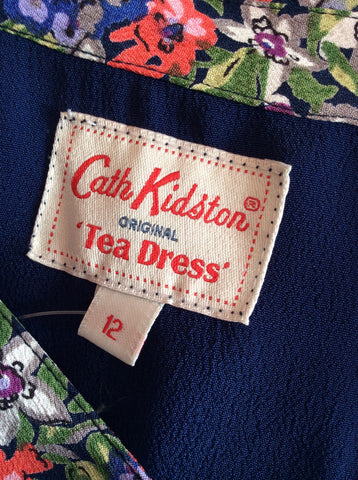 Cath Kidston®
ORIGINAL
'Tea Dress'
12